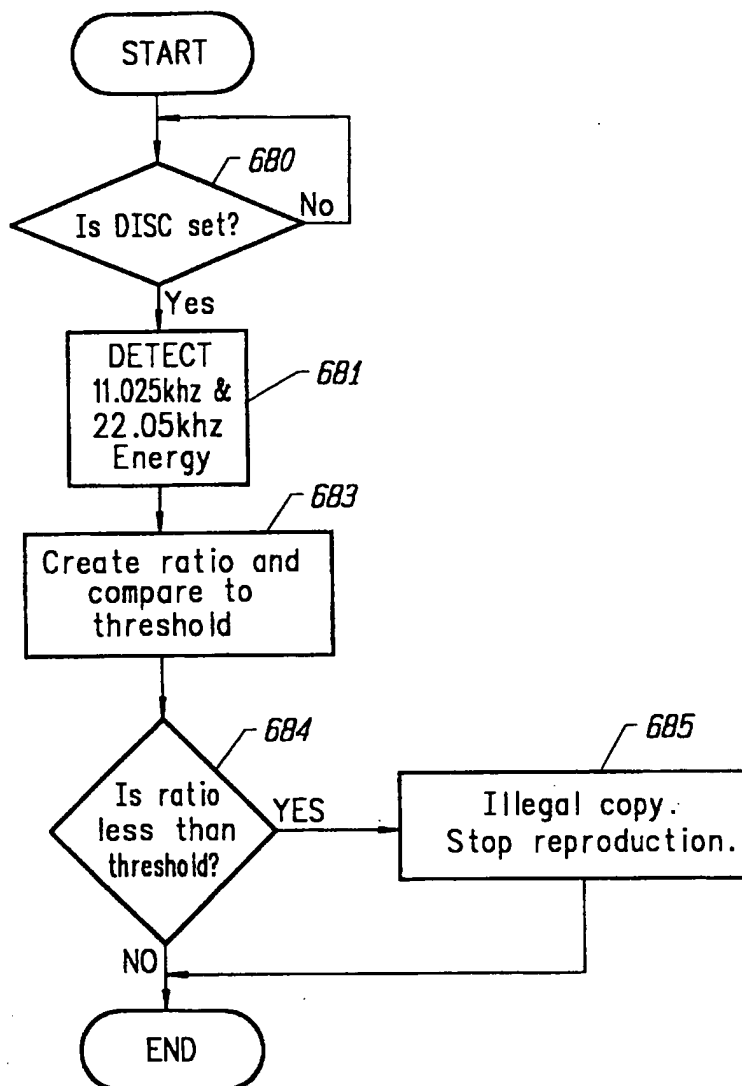 START
680
No
Is DISC set?
Yes
DETECT
11.025khz &
22.05khz
Energy
681
683
Create ratio and
compare to
threshold
684
685
Is ratio
less than
threshold?
YES
Illegal copy.
Stop reproduction.
NO
END